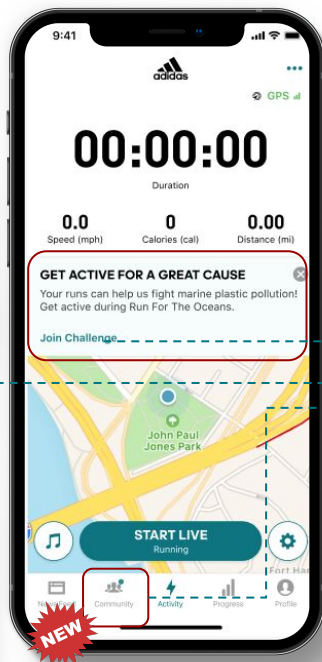 9:41
adidas
GPS
00:00:00
Duration
0.0 0 0.00
Speed (mph) Calories (cal) Distance (mi)
GET ACTIVE FOR A GREAT CAUSE
Your runs can help us fight marine plastic pollution!
Get active during Run For The Oceans.
Join Challenge
John Paul
Jones Park
START LIVE
Running
Fort
Community Activity Progress Profile
NEW